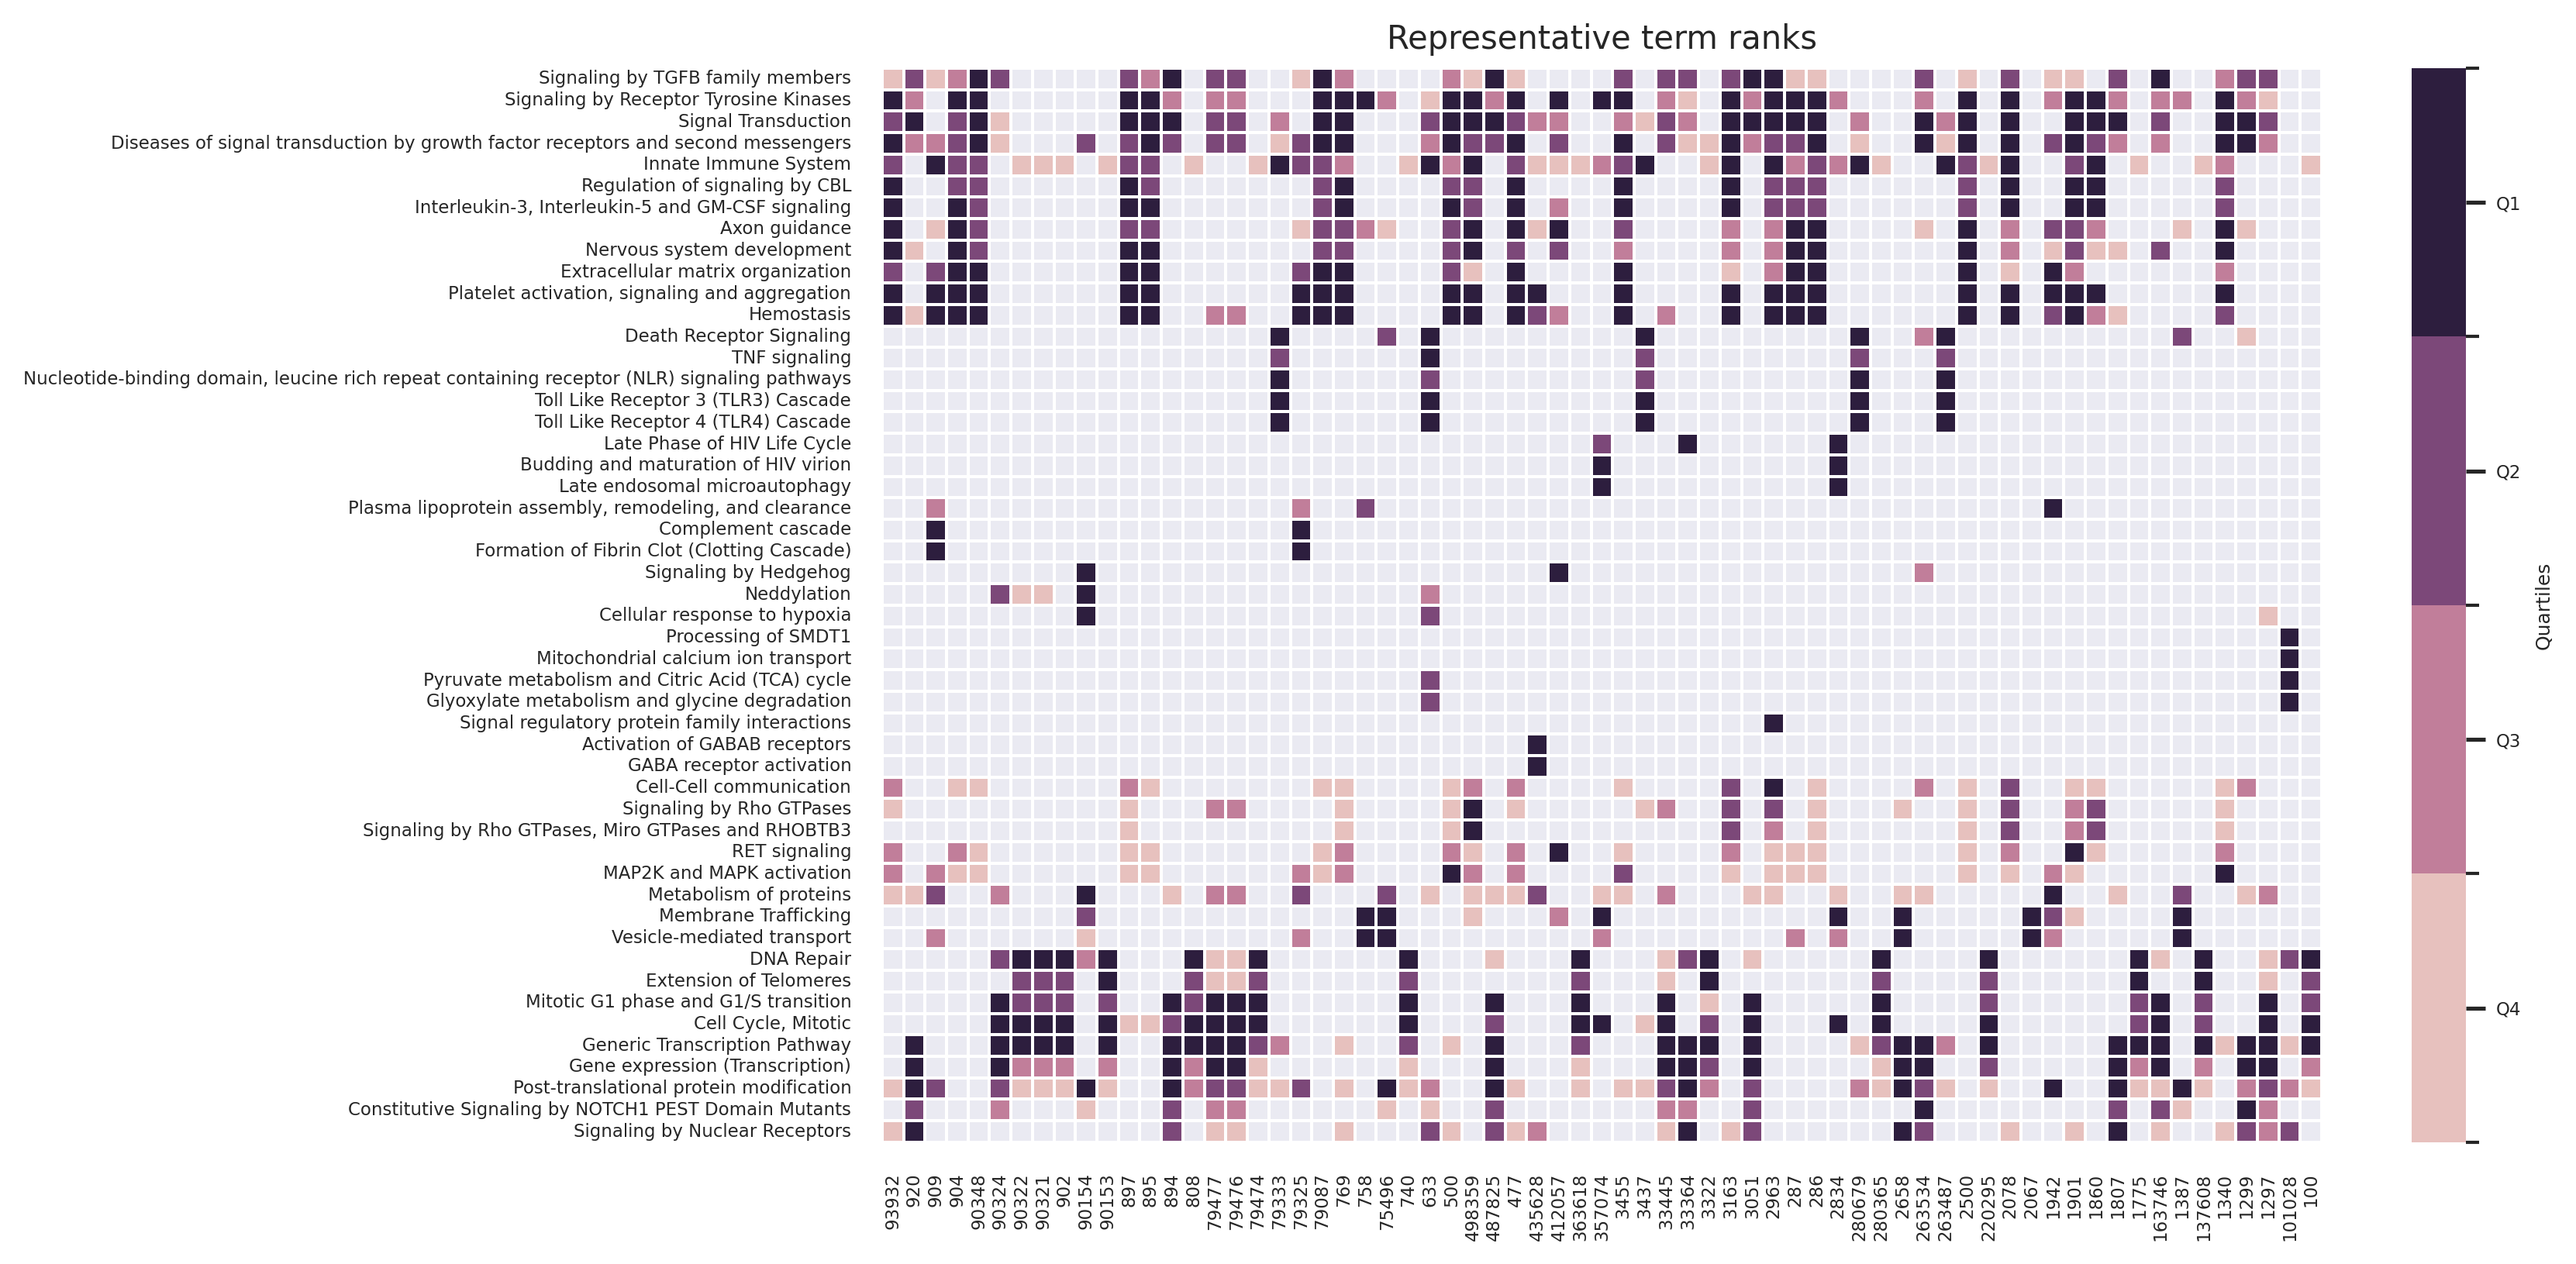 Representative term ranks
Signaling by TGFB family members
Signaling by Receptor Tyrosine Kinases
Signal Transduction
Diseases of signal transduction by growth factor receptors and second messengers
Innate Immune System
Regulation of signaling by CBL
Interleukin-3, Interleukin-5 and GM-CSF signaling
Axon guidance
Nervous system development
Extracellular matrix organization
Platelet activation, signaling and aggregation
Hemostasis
Death Receptor Signaling
TNF signaling
Nucleotide-binding domain, leucine rich repeat containing receptor (NLR) signaling pathways
Toll Like Receptor 3 (TLR3) Cascade
Toll Like Receptor 4 (TLR4) Cascade
Late Phase of HIV Life Cycle
Budding and maturation of HIV virion
Late endosomal microautophagy
Plasma lipoprotein assembly, remodeling, and clearance
Complement cascade
Formation of Fibrin Clot (Clotting Cascade)
Signaling by Hedgehog
Neddylation
Cellular response to hypoxia
Processing of SMDT1
Mitochondrial calcium ion transport
Pyruvate metabolism and Citric Acid (TCA) cycle
Glyoxylate metabolism and glycine degradation
Signal regulatory protein family interactions
Activation of GABAB receptors
GABA receptor activation
Cell-Cell communication
Signaling by Rho GTPases
Signaling by Rho GTPases, Miro GTPases and RHOBTB3
RET signaling
MAP2K and MAPK activation
Metabolism of proteins
Membrane Trafficking
Vesicle-mediated transport
DNA Repair
Extension of Telomeres
Mitotic G1 phase and G1/S transition
Cell Cycle, Mitotic
Generic Transcription Pathway
Gene expression (Transcription)
Post-translational protein modification
Constitutive Signaling by NOTCH1 PEST Domain Mutants
Signaling by Nuclear Receptors
93932
920
909
904
90348
90324
90322
90321
902
90154
90153
897
895
894
808
79477
79476
79474
79333
79325
79087
769
758
75496
740
633
500
498359
487825
477
435628
412057
363618
357074
3455
3437
33445
33364
3322
3163
3051
2963
287
286
2834
280679
280365
2658
263534
263487
2500
220295
2078
2067
1942
1901
1860
1807
1775
163746
1387
137608
1340
1299
1297
101028
100
Q1
Q2
Q3
Q4
Quartiles